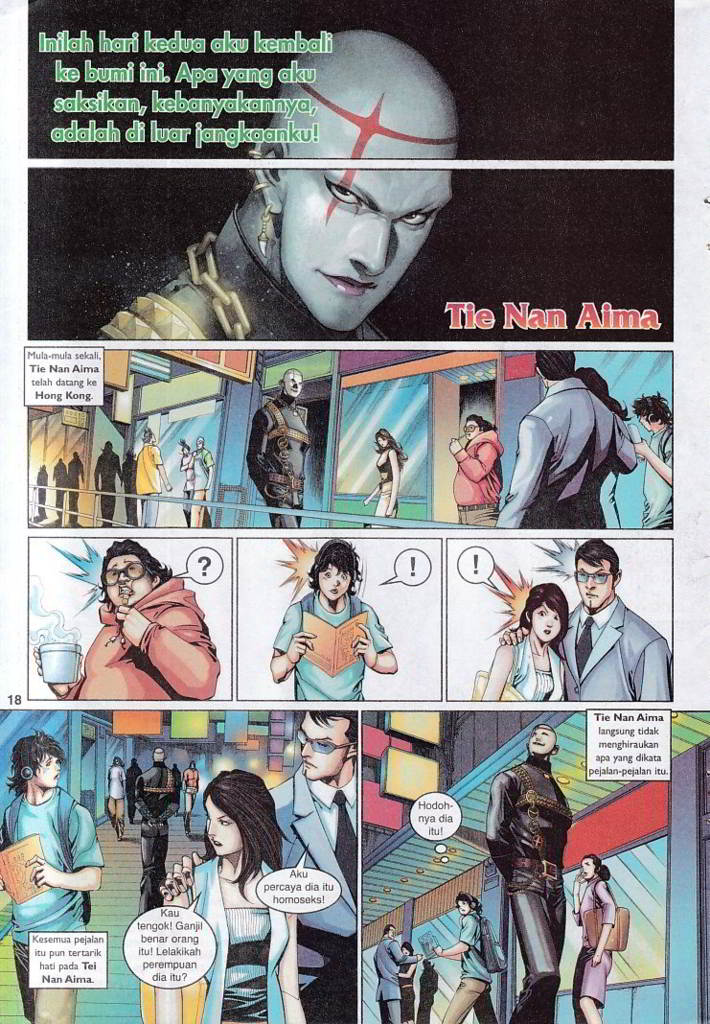 Inilah hari kedua aku kembali
ke bumi ini. Apa yang aku
saksikan, kebanyakannya,
adalah di luar jangkaanku!
Tie Nan Aima
Mula-mula sekali,
Tie Nan Aima
telah datang ke
Hong Kong.
?
!
!
18
Kesemua pejalan
itu pun tertarik
hati pada Tei
Nan Aima.
Kau
tengok! Ganjil
benar orang
itu! Lelakikah
perempuan
dia?
Aku
percaya dia itu
homoseks!
Tie Nan Aima
langsung tidak
menghiraukan
apa yang dikata
pejalan-pejalan itu.
Hodoh-
nya dia
itu!